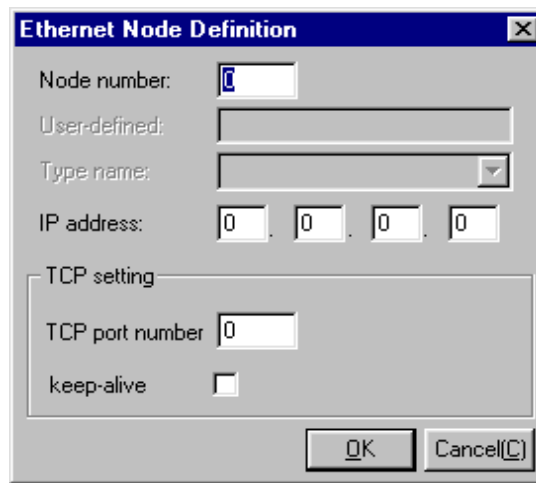 Ethernet Node Definition
Node number: 0
User-defined:
Type name:
IP address: 0 . 0 . 0 . 0
TCP setting
TCP port number 0
keep-alive
OK Cancel(C)